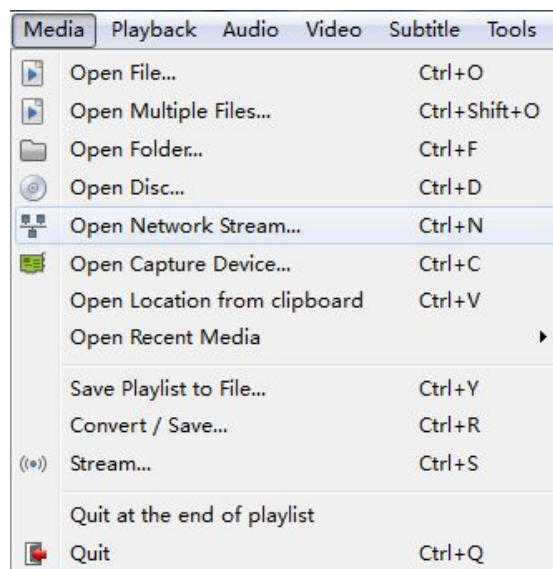 Media Playback Audio Video Subtitle Tools
Open File... Ctrl+O
Open Multiple Files... Ctrl+Shift+O
Open Folder... Ctrl+F
Open Disc... Ctrl+D
Open Network Stream... Ctrl+N
Open Capture Device... Ctrl+C
Open Location from clipboard Ctrl+V
Open Recent Media
Save Playlist to File... Ctrl+Y
Convert / Save... Ctrl+R
Stream... Ctrl+S
Quit at the end of playlist
Quit Ctrl+Q